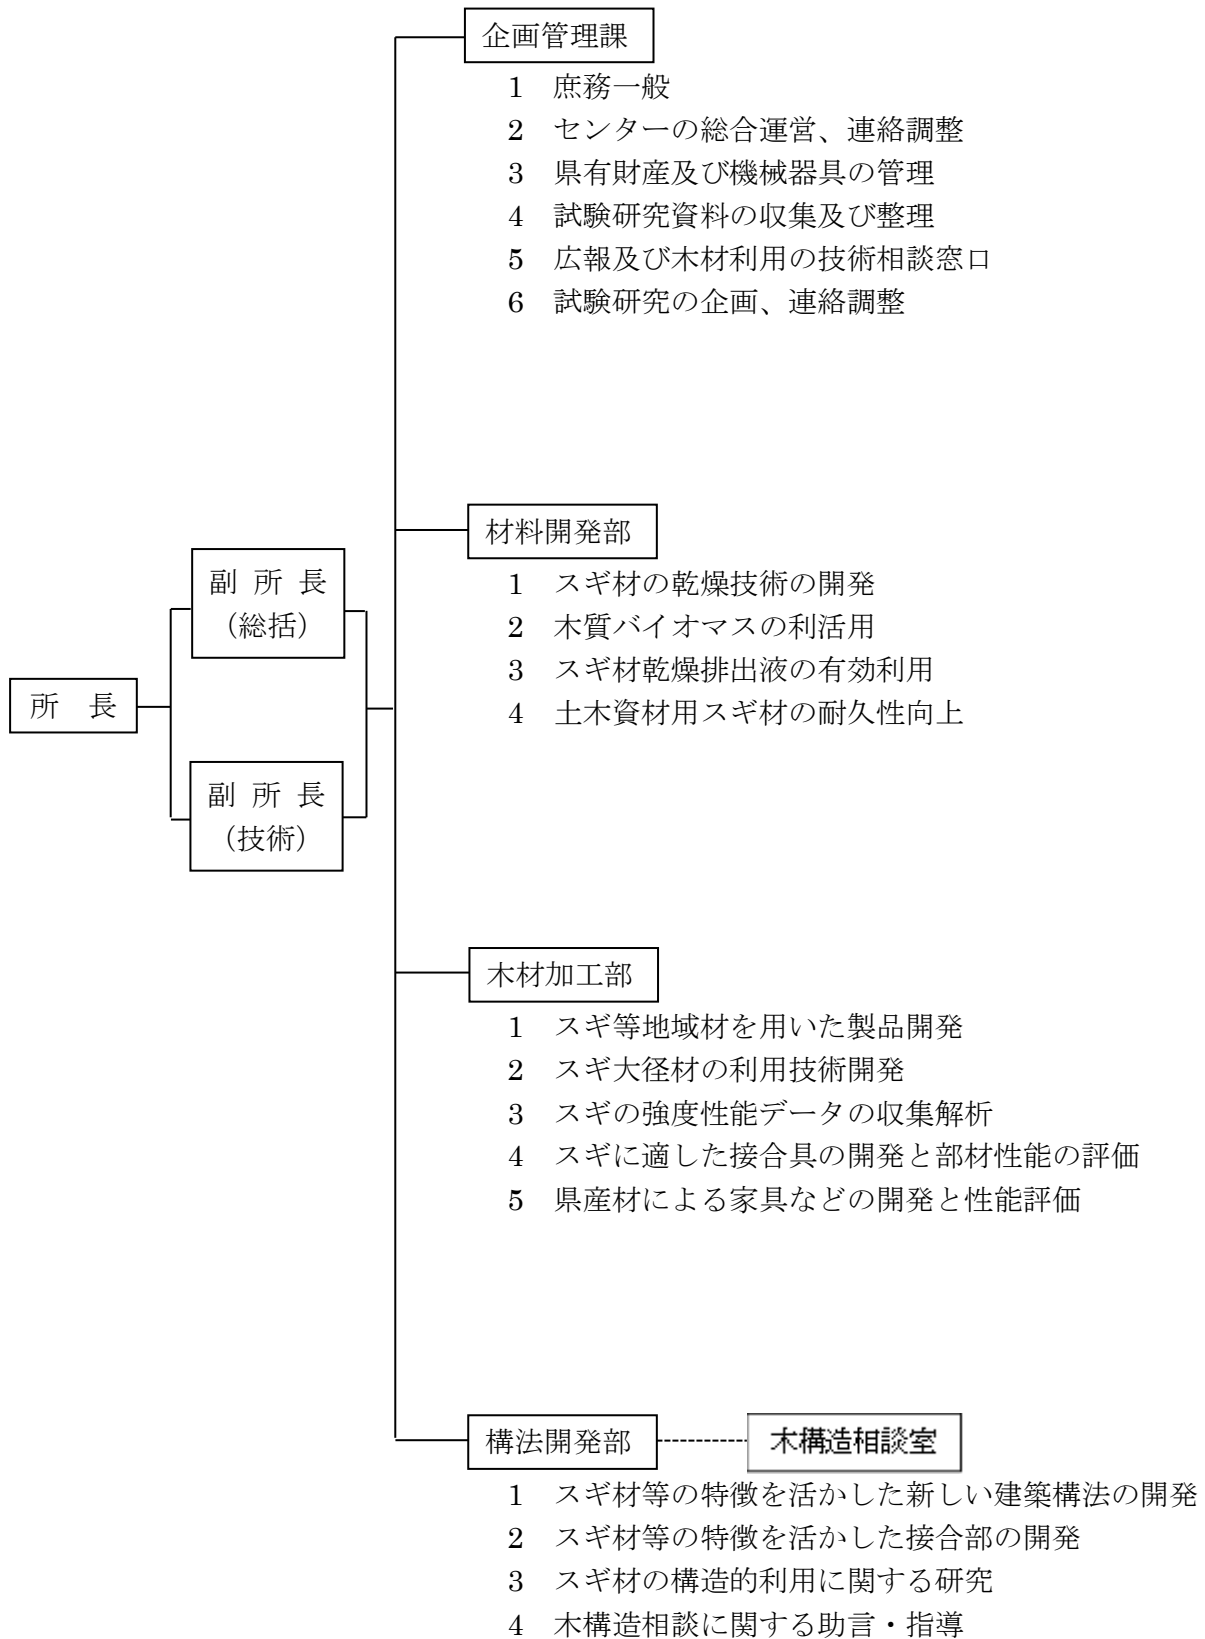 企画管理課
1 庶務一般
2 センターの総合運営、連絡調整
3 県有財産及び機械器具の管理
4 試験研究資料の収集及び整理
5 広報及び木材利用の技術相談窓口
6 試験研究の企画、連絡調整
材料開発部
1 スギ材の乾燥技術の開発
2 木質バイオマスの利活用
3 スギ材乾燥排出液の有効利用
4 土木資材用スギ材の耐久性向上
副 所 長
（総括）
所 長
副 所 長
（技術）
木材加工部
1 スギ等地域材を用いた製品開発
2 スギ大径材の利用技術開発
3 スギの強度性能データの収集解析
4 スギに適した接合具の開発と部材性能の評価
5 県産材による家具などの開発と性能評価
構法開発部 木構造相談室
1 スギ材等の特徴を活かした新しい建築構法の開発
2 スギ材等の特徴を活かした接合部の開発
3 スギ材の構造的利用に関する研究
4 木構造相談に関する助言・指導